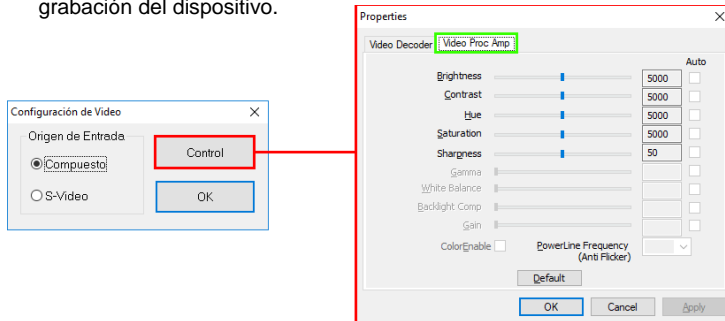 grabación del dispositivo.
Configuración de Video
Origen de Entrada
Compuesto
S-Video
Control
OK
Properties
Video Decoder Video Proc Amp
Auto
Brightness 5000
Contrast 5000
Hue 5000
Saturation 5000
Sharpness 50
Gamma
White Balance
Backlight Comp
Gain
ColorEnable PowerLine Frequency
(Anti Flicker)
Default
OK Cancel Apply